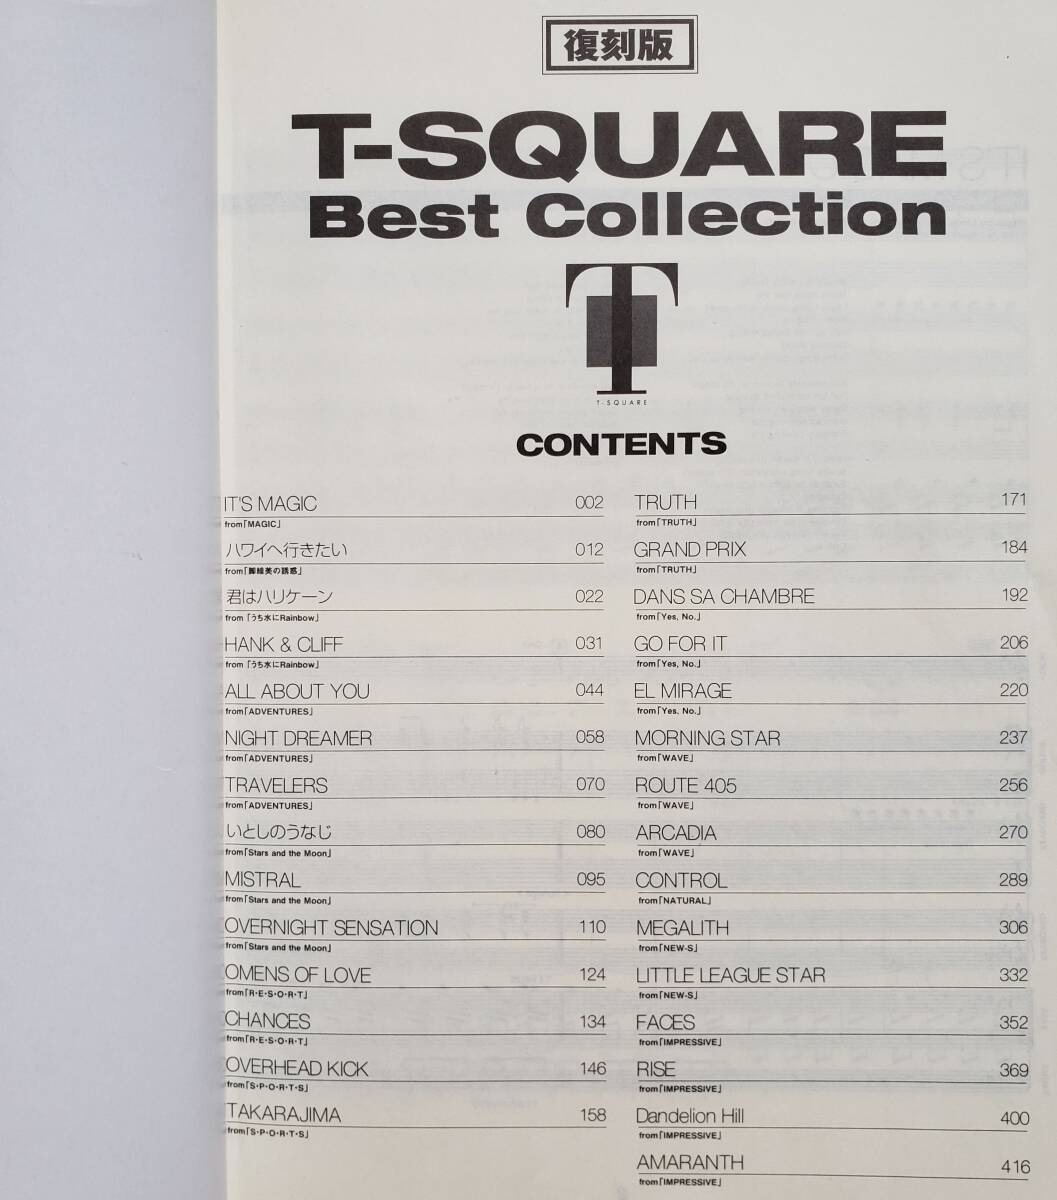 復刻版
T-SQUARE
Best Collection
T
T-SQUARE
CONTENTS
IT'S MAGIC 002
from「MAGIC」
ハワイへ行きたい 012
from「脚線美の誘惑」
君はハリケーン 022
from「うち水にRainbow」
HANK & CLIFF 031
from「うち水にRainbow」
ALL ABOUT YOU 044
from「ADVENTURES」
NIGHT DREAMER 058
from「ADVENTURES」
TRAVELERS 070
from「ADVENTURES」
いとしのうなじ 080
from「Stars and the Moon」
MISTRAL 095
from「Stars and the Moon」
OVERNIGHT SENSATION 110
from「Stars and the Moon」
OMENS OF LOVE 124
from「R・E・S・O・R・T」
CHANCES 134
from「R・E・S・O・R・T」
OVERHEAD KICK 146
from「S・P・O・R・T・S」
TAKARAJIMA 158
from「S・P・O・R・T・S」
TRUTH 171
from「TRUTH」
GRAND PRIX 184
from「TRUTH」
DANS SA CHAMBRE 192
from「Yes, No.」
GO FOR IT 206
from「Yes, No.」
EL MIRAGE 220
from「Yes, No.」
MORNING STAR 237
from「WAVE」
ROUTE 405 256
from「WAVE」
ARCADIA 270
from「WAVE」
CONTROL 289
from「NATURAL」
MEGALITH 306
from「NEW-S」
LITTLE LEAGUE STAR 332
from「NEW-S」
FACES 352
from「IMPRESSIVE」
RISE 369
from「IMPRESSIVE」
Dandelion Hill 400
from「IMPRESSIVE」
AMARANTH 416
from「IMPRESSIVE」